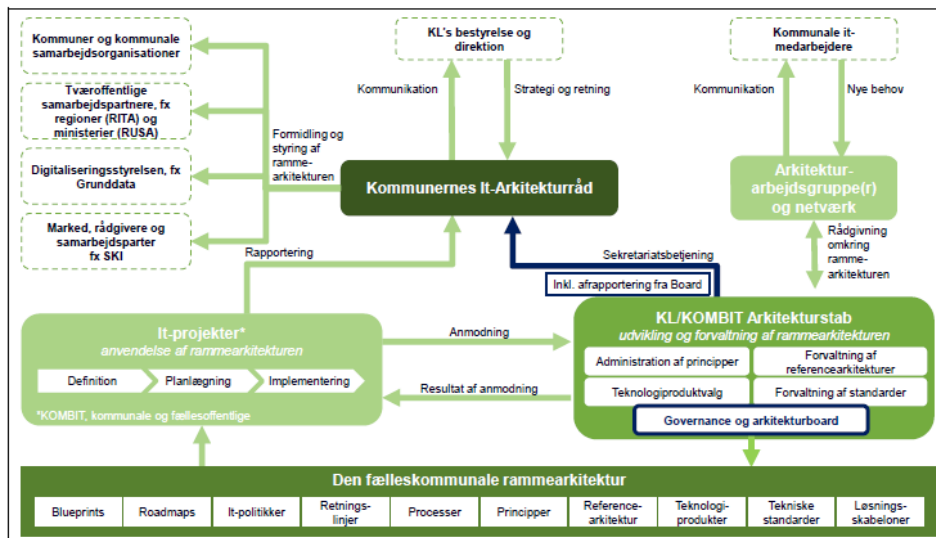 Kommuner og kommunale
samarbejdsorganisationer
Tværoffentlige
samarbejdspartnere, fx
regioner (RITA) og
ministerier (RUSA)
Digitaliseringsstyrelsen, fx
Grunddata
Marked, rådgivere og
samarbejdsparter
fx SKI
Formidling og
styring af
ramme-
arkitekturen
KL's bestyrelse og
direktion
Kommunikation
Strategi og retning
Kommunernes It-Arkitekturråd
Kommunale it-
medarbejdere
Kommunikation
Nye behov
Arkitektur-
arbejdsgruppe(r)
og netværk
Rådgivning
omkring
ramme-
arkitekturen
Rapportering
Sekretariatsbetjening
Inkl. afrapportering fra Board
It-projekter*
anvendelse af rammearkitekturen
Definition
Planlægning
Implementering
*KOMBIT, kommunale og fællesoffentlige
Anmodning
Resultat af anmodning
KL/KOMBIT Arkitekturstab
udvikling og forvaltning af rammearkitekturen
Administration af principper
Forvaltning af
referencearkitekturer
Teknologiproduktvalg
Forvaltning af standarder
Governance og arkitekturboard
Den fælleskommunale rammearkitektur
Blueprints
Roadmaps
It-politikker
Retnings-
linjer
Processer
Principper
Reference-
arkitektur
Teknologi-
produkter
Tekniske
standarder
Løsnings-
skabeloner